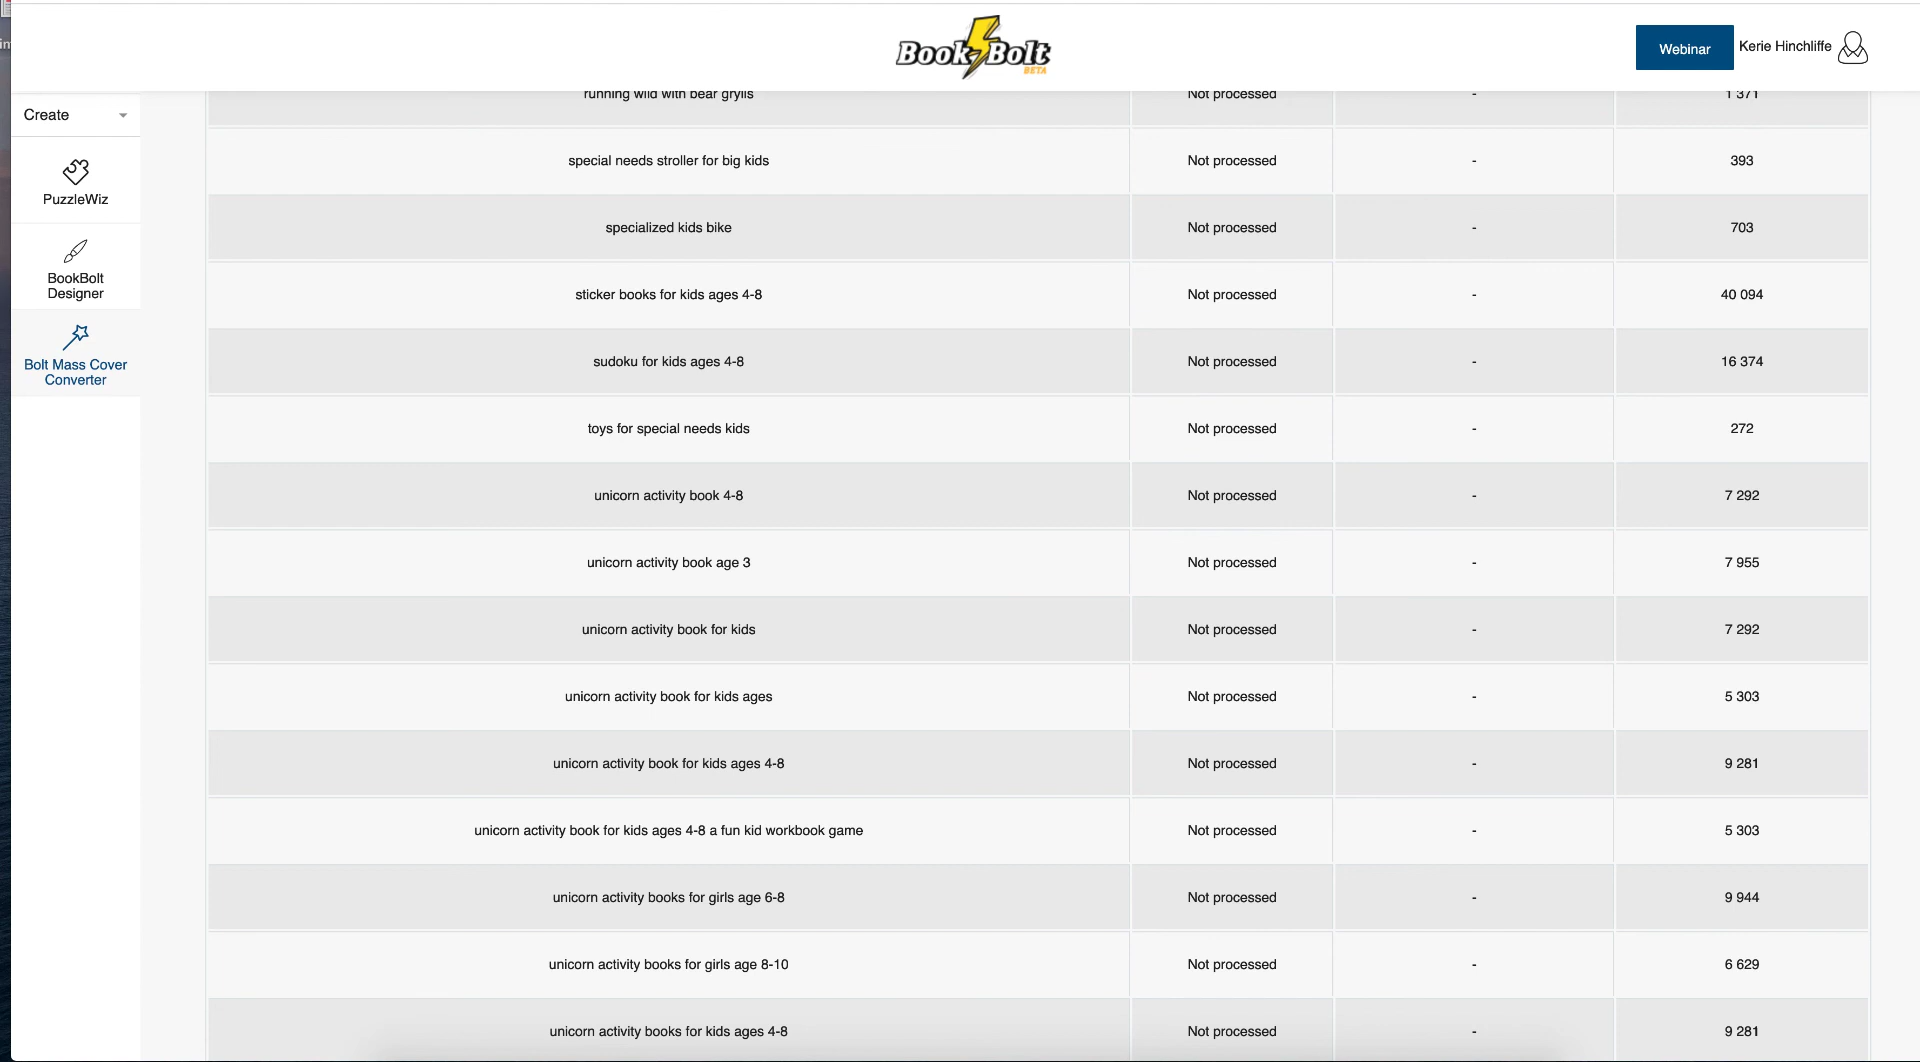 Book Bolt
BETA
Webinar
Kerie Hinchliffe
Create
PuzzleWiz
BookBolt
Designer
Bolt Mass Cover
Converter
running wild with bear grylls Not processed - 1 371
special needs stroller for big kids Not processed - 393
specialized kids bike Not processed - 703
sticker books for kids ages 4-8 Not processed - 40 094
sudoku for kids ages 4-8 Not processed - 16 374
toys for special needs kids Not processed - 272
unicorn activity book 4-8 Not processed - 7 292
unicorn activity book age 3 Not processed - 7 955
unicorn activity book for kids Not processed - 7 292
unicorn activity book for kids ages Not processed - 5 303
unicorn activity book for kids ages 4-8 Not processed - 9 281
unicorn activity book for kids ages 4-8 a fun kid workbook game Not processed - 5 303
unicorn activity books for girls age 6-8 Not processed - 9 944
unicorn activity books for girls age 8-10 Not processed - 6 629
unicorn activity books for kids ages 4-8 Not processed - 9 281